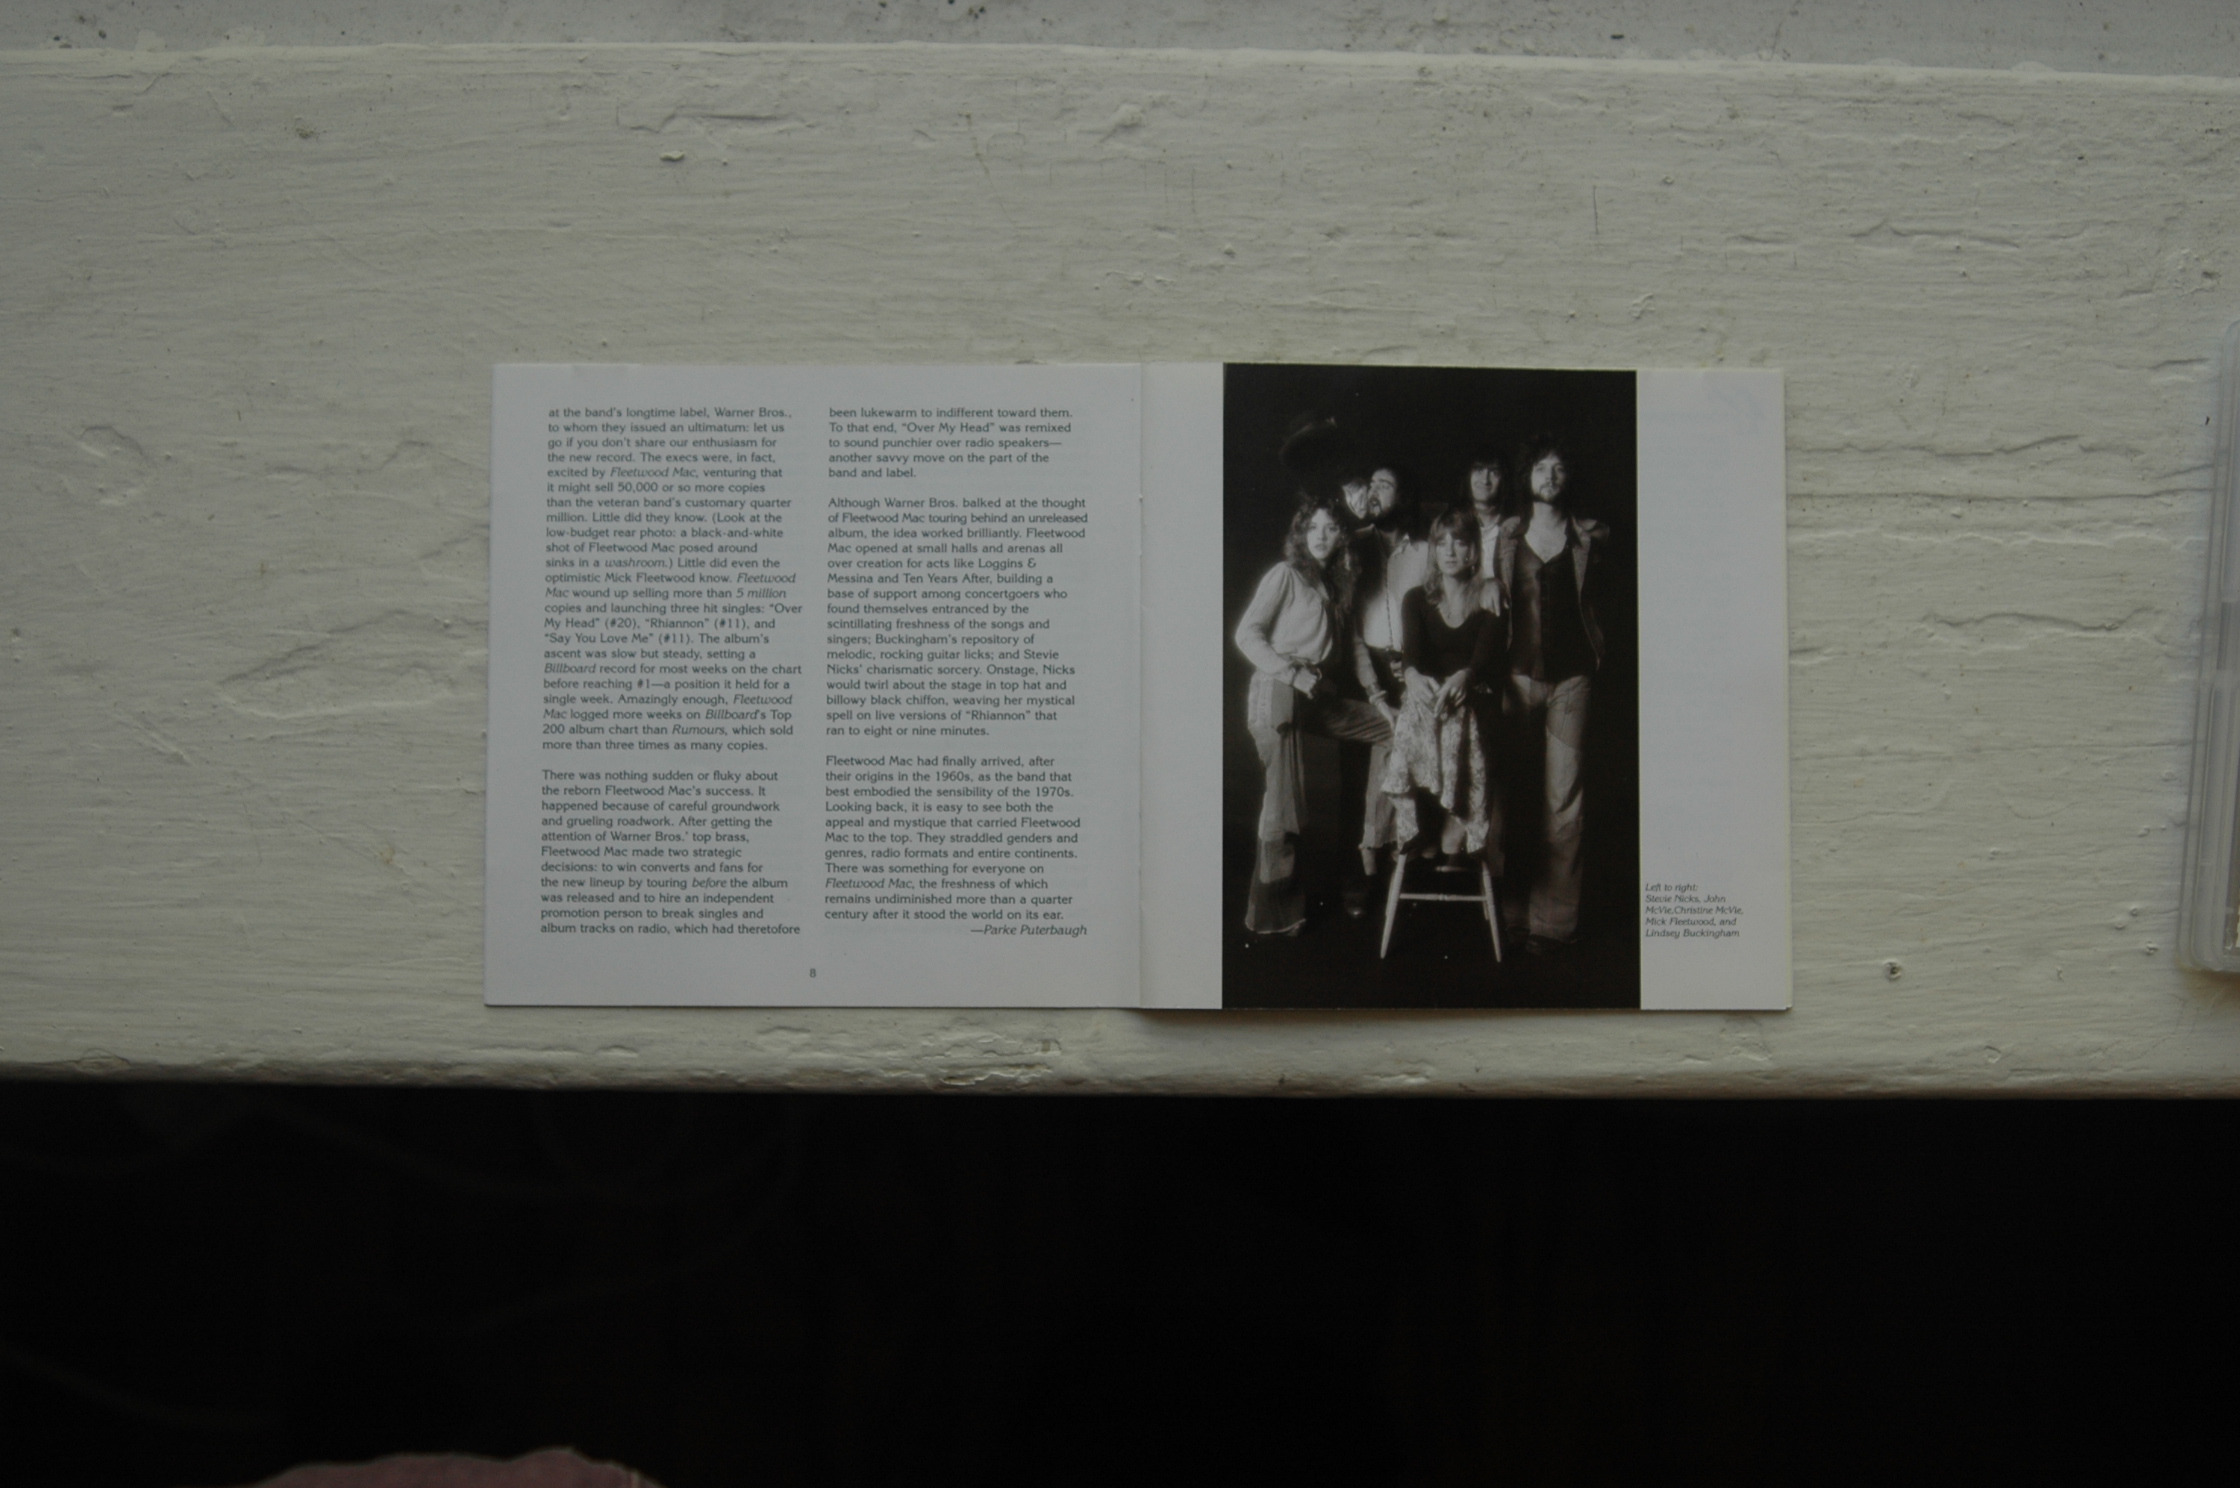 at the band's longtime label, Warner Bros.,
to whom they issued an ultimatum: let us
go if you don't share our enthusiasm for
the new record. The execs were, in fact,
excited by Fleetwood Mac, venturing that
it might sell 50,000 or so more copies
than the veteran band's customary quarter
million. Little did they know. (Look at the
low-budget rear photo: a black-and-white
shot of Fleetwood Mac posed around
sinks in a washroom.) Little did even the
optimistic Mick Fleetwood know. Fleetwood
Mac wound up selling more than 5 million
copies and launching three hit singles: "Over
My Head" (#20), "Rhiannon" (#11), and
"Say You Love Me" (#11). The album's
ascent was slow but steady, setting a
Billboard record for most weeks on the chart
before reaching #1—a position it held for a
single week. Amazingly enough, Fleetwood
Mac logged more weeks on Billboard's Top
200 album chart than Rumours, which sold
more than three times as many copies.
There was nothing sudden or fluky about
the reborn Fleetwood Mac's success. It
happened because of careful groundwork
and grueling roadwork. After getting the
attention of Warner Bros.' top brass,
Fleetwood Mac made two strategic
decisions: to win converts and fans for
the new lineup by touring before the album
was released and to hire an independent
promotion person to break singles and
album tracks on radio, which had theretofore
been lukewarm to indifferent toward them.
To that end, "Over My Head" was remixed
to sound punchier over radio speakers—
another savvy move on the part of the
band and label.
Although Warner Bros. balked at the thought
of Fleetwood Mac touring behind an unreleased
album, the idea worked brilliantly. Fleetwood
Mac opened at small halls and arenas all
over creation for acts like Loggins &
Messina and Ten Years After, building a
base of support among concertgoers who
found themselves entranced by the
scintillating freshness of the songs and
singers; Buckingham's repository of
melodic, rocking guitar licks; and Stevie
Nicks' charismatic sorcery. Onstage, Nicks
would twirl about the stage in top hat and
billowy black chiffon, weaving her mystical
spell on live versions of "Rhiannon" that
ran to eight or nine minutes.
Fleetwood Mac had finally arrived, after
their origins in the 1960s, as the band that
best embodied the sensibility of the 1970s.
Looking back, it is easy to see both the
appeal and mystique that carried Fleetwood
Mac to the top. They straddled genders and
genres, radio formats and entire continents.
There was something for everyone on
Fleetwood Mac, the freshness of which
remains undiminished more than a quarter
century after it stood the world on its ear.
—Parke Puterbaugh
8
Left to right:
Stevie Nicks, John
McVie,Christine McVie,
Mick Fleetwood, and
Lindsey Buckingham